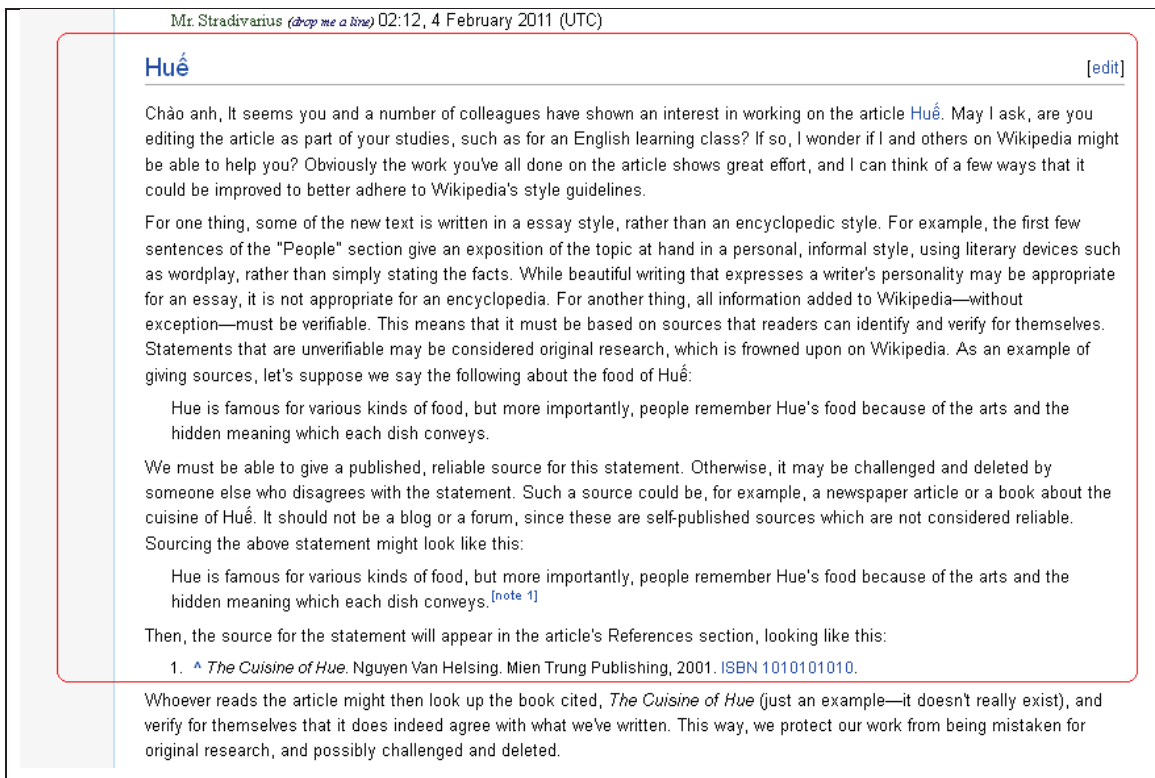 Mr. Stradivarius (drop me a line) 02:12, 4 February 2011 (UTC)
Huế [edit]
Chào anh, It seems you and a number of colleagues have shown an interest in working on the article Huế. May I ask, are you
editing the article as part of your studies, such as for an English learning class? If so, I wonder if I and others on Wikipedia might
be able to help you? Obviously the work you've all done on the article shows great effort, and I can think of a few ways that it
could be improved to better adhere to Wikipedia's style guidelines.
For one thing, some of the new text is written in a essay style, rather than an encyclopedic style. For example, the first few
sentences of the "People" section give an exposition of the topic at hand in a personal, informal style, using literary devices such
as wordplay, rather than simply stating the facts. While beautiful writing that expresses a writer's personality may be appropriate
for an essay, it is not appropriate for an encyclopedia. For another thing, all information added to Wikipedia—without
exception—must be verifiable. This means that it must be based on sources that readers can identify and verify for themselves.
Statements that are unverifiable may be considered original research, which is frowned upon on Wikipedia. As an example of
giving sources, let's suppose we say the following about the food of Huế:
Hue is famous for various kinds of food, but more importantly, people remember Hue's food because of the arts and the
hidden meaning which each dish conveys.
We must be able to give a published, reliable source for this statement. Otherwise, it may be challenged and deleted by
someone else who disagrees with the statement. Such a source could be, for example, a newspaper article or a book about the
cuisine of Huế. It should not be a blog or a forum, since these are self-published sources which are not considered reliable.
Sourcing the above statement might look like this:
Hue is famous for various kinds of food, but more importantly, people remember Hue's food because of the arts and the
hidden meaning which each dish conveys.[note 1]
Then, the source for the statement will appear in the article's References section, looking like this:
1. ^ The Cuisine of Hue. Nguyen Van Helsing. Mien Trung Publishing, 2001. ISBN 1010101010.
Whoever reads the article might then look up the book cited, The Cuisine of Hue (just an example—it doesn't really exist), and
verify for themselves that it does indeed agree with what we've written. This way, we protect our work from being mistaken for
original research, and possibly challenged and deleted.